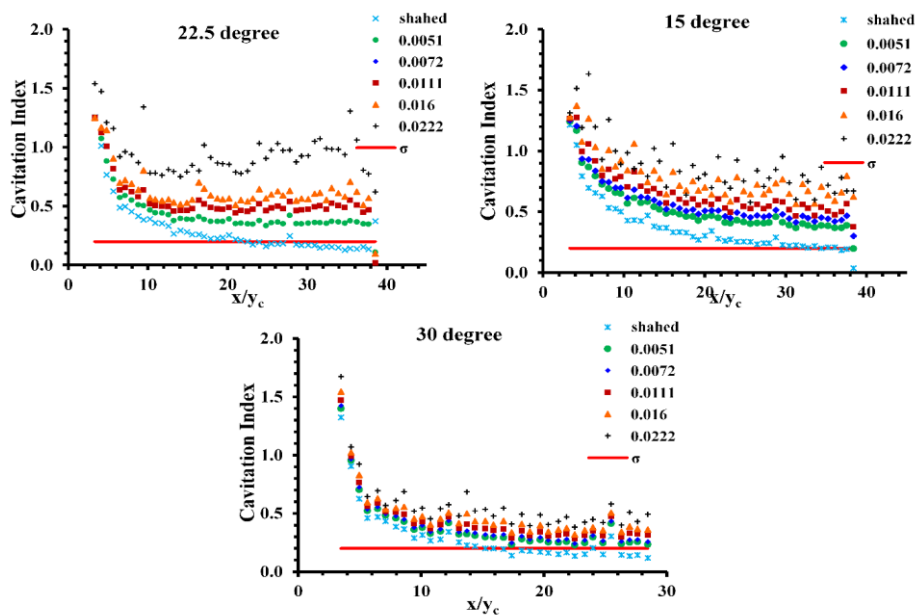 22.5 degree
shahed
0.0051
0.0072
0.0111
0.016
0.0222
σ
Cavitation Index
2.0
1.5
1.0
0.5
0.0
0 10 20 30 40
x/yc
15 degree
shahed
0.0051
0.0072
0.0111
0.016
0.0222
σ
Cavitation Index
2.0
1.5
1.0
0.5
0.0
0 10 20 30 40 50
x/yc
30 degree
shahed
0.0051
0.0072
0.0111
0.016
0.0222
σ
Cavitation Index
2.0
1.5
1.0
0.5
0.0
0 10 20 30
x/yc